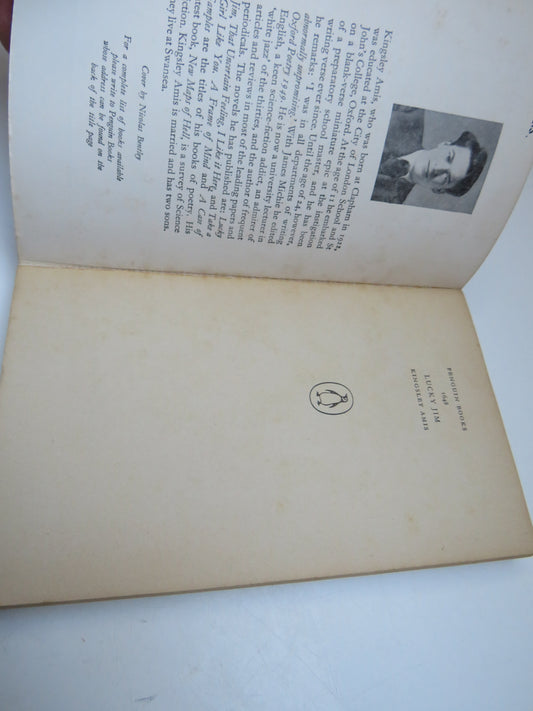 Kingsley Amis, who was born at Clapham in 1922,
was educated at the City of London School and St
John's College, Oxford. At the age of 11 he embarked
on a blank-verse miniature epic at the instigation
of a preparatory school master, and he has been
writing verse ever since. Until the age of 24, however,
he remarks: 'I was in all departments of writing
abnormally unpromising.' With James Michie he edited
Oxford Poetry 1949. He is now a university lecturer in
English, a keen science-fiction addict, an admirer of
'white jazz' of the thirties, and the author of frequent
articles and reviews in most of the leading papers and
periodicals. The novels he has published are: Lucky
Jim, That Uncertain Feeling, I Like it Here, and Take a
Girl Like You. A Frame of Mind and A Case of
Samples are the titles of his books of poetry. His
latest book, New Maps of Hell, is a survey of Science
Fiction. Kingsley Amis is married and has two sons.
They live at Swansea.
Cover by Nicolas Bentley
For a complete list of books available
please write to Penguin Books
whose address can be found on the
back of the title page
PENGUIN BOOKS
1648
LUCKY JIM
KINGSLEY AMIS